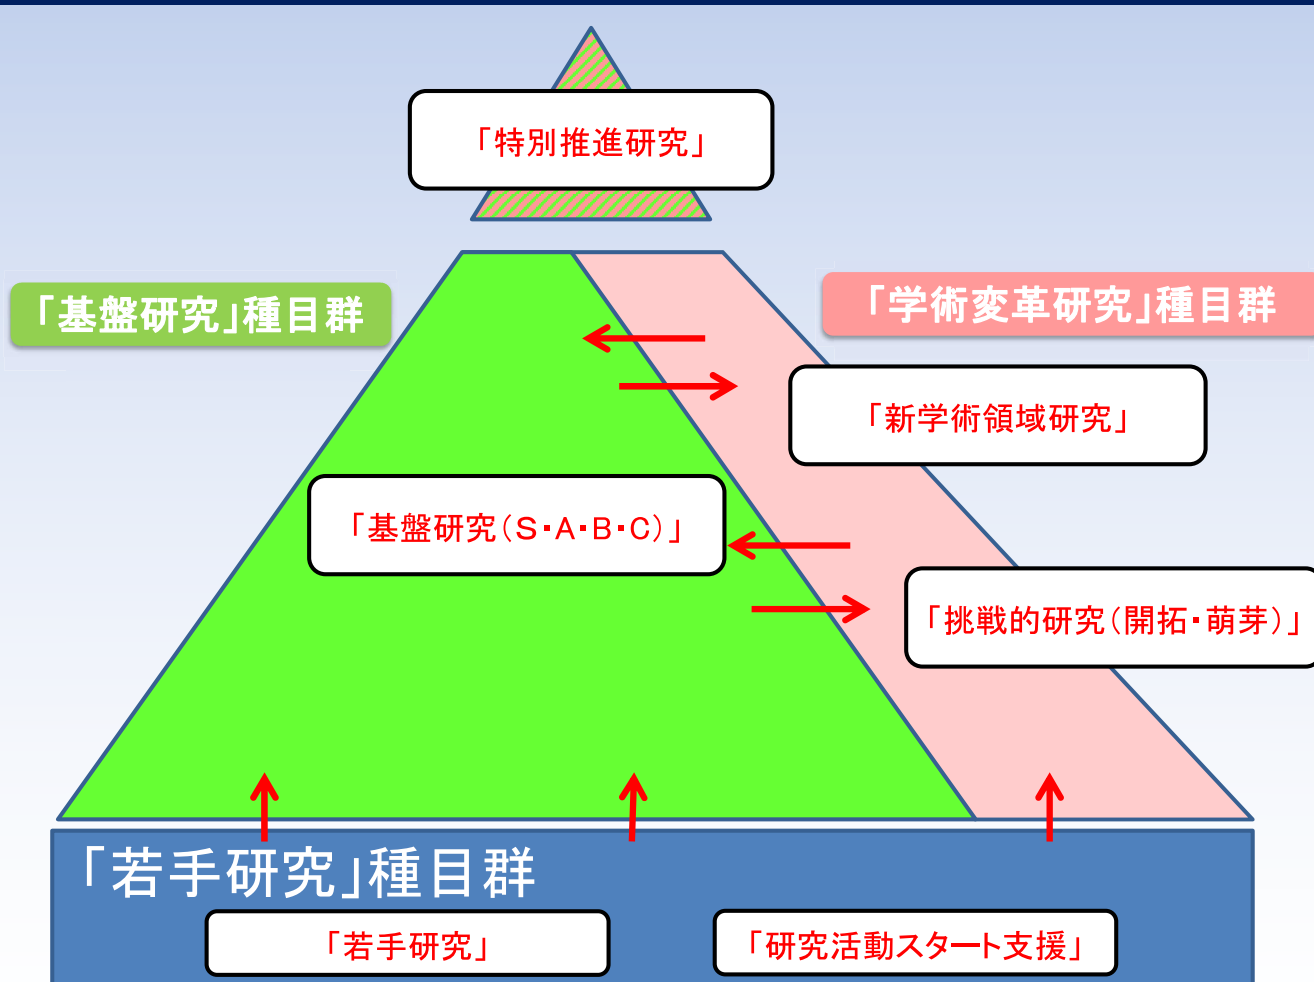 「特別推進研究」
「基盤研究」種目群
「学術変革研究」種目群
「新学術領域研究」
「基盤研究(S・A・B・C)」
「挑戦的研究(開拓・萌芽)」
「若手研究」種目群
「若手研究」
「研究活動スタート支援」